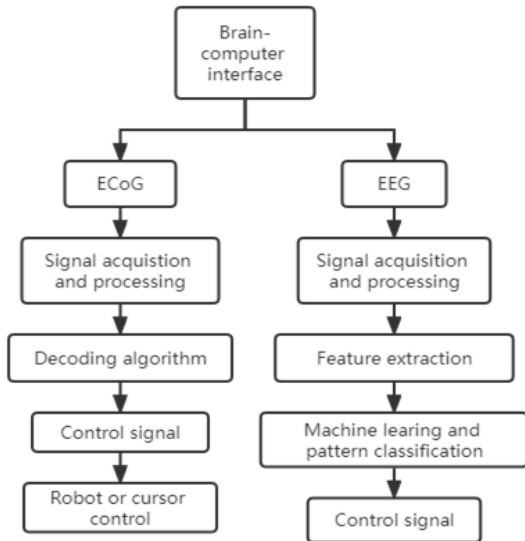 Brain-
computer
interface
ECoG
EEG
Signal acquistion
and processing
Signal acquisition
and processing
Decoding algorithm
Feature extraction
Control signal
Machine learing and
pattern classification
Robot or cursor
control
Control signal